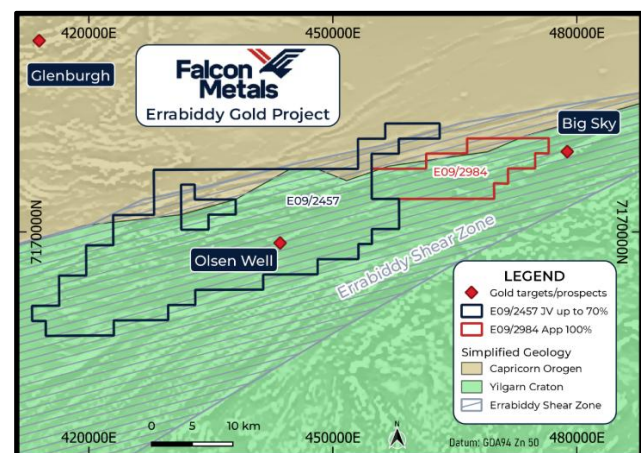 420000E 450000E 480000E
Glenburgh
Falcon
Metals
Errabiddy Gold Project
Big Sky
E09/2984
E09/2457
7170000N
7170000N
Olsen Well
Errabiddy Shear Zone
LEGEND
Gold targets/prospects
E09/2457 JV up to 70%
E09/2984 App 100%
Simplified Geology
Capricorn Orogen
Yilgarn Craton
Errabiddy Shear Zone
0 5 10 km
N
Datum: GDA94 Zn 50
420000E 450000E 480000E